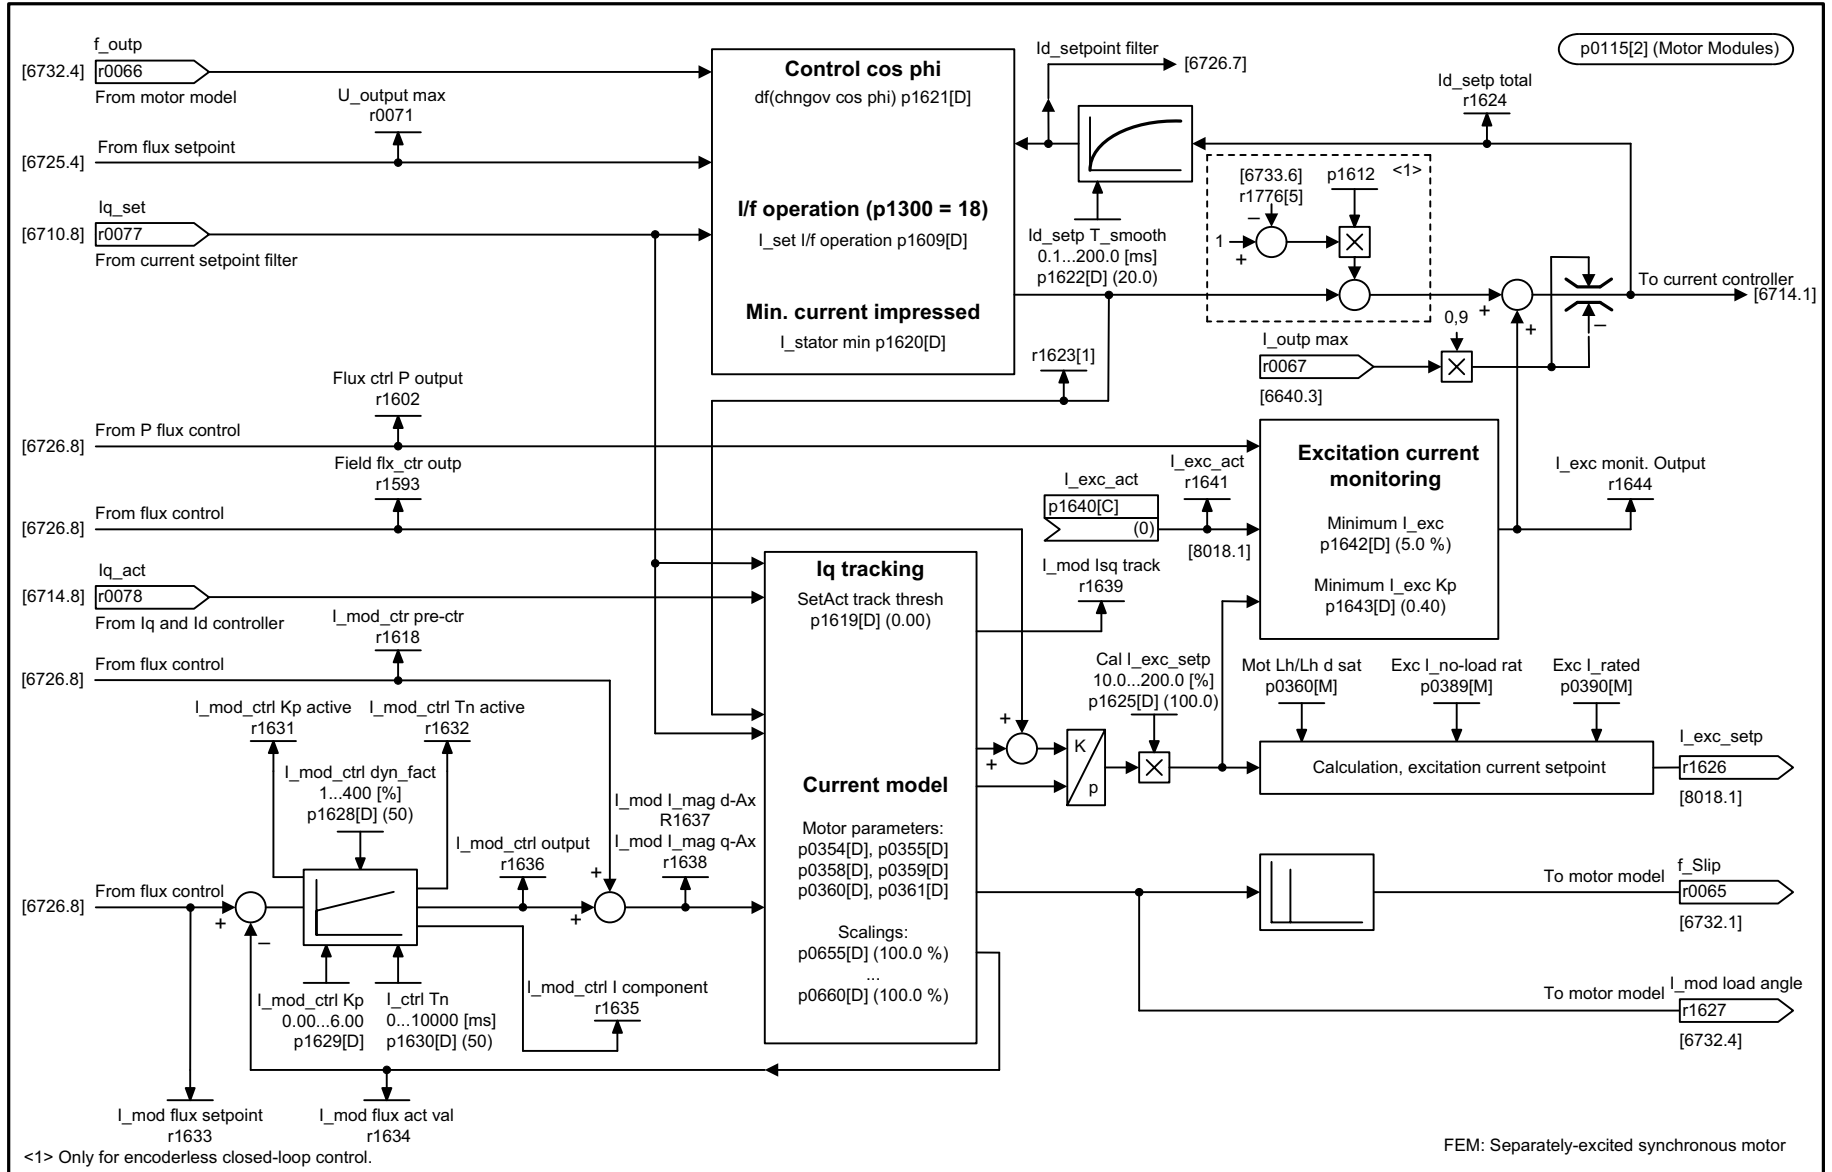 f_outp
[6732.4]
r0066
From motor model
U_output max
r0071
[6725.4]
From flux setpoint
Iq_set
[6710.8]
r0077
From current setpoint filter
Control cos phi
df(chngov cos phi) p1621[D]
I/f operation (p1300 = 18)
I_set I/f operation p1609[D]
Min. current impressed
I_stator min p1620[D]
Id_setpoint filter
[6726.7]
p0115[2] (Motor Modules)
Id_setp total
r1624
Id_setp T_smooth
0.1...200.0 [ms]
p1622[D] (20.0)
[6733.6]
r1776[5]
p1612
<1>
–
1
+
+
+
–
To current controller
[6714.1]
0,9
I_outp max
r0067
[6640.3]
r1623[1]
Flux ctrl P output
r1602
[6726.8]
From P flux control
Field flx_ctr outp
r1593
[6726.8]
From flux control
Excitation current
monitoring
Minimum I_exc
p1642[D] (5.0 %)
Minimum I_exc Kp
p1643[D] (0.40)
I_exc_act
p1640[C]
(0)
I_exc_act
r1641
[8018.1]
I_exc monit. Output
r1644
Iq_act
[6714.8]
r0078
From Iq and Id controller
I_mod_ctr pre-ctr
r1618
[6726.8]
From flux control
Iq tracking
SetAct track thresh
p1619[D] (0.00)
I_mod Isq track
r1639
Current model
Motor parameters:
p0354[D], p0355[D]
p0358[D], p0359[D]
p0360[D], p0361[D]
Scalings:
p0655[D] (100.0 %)
...
p0660[D] (100.0 %)
+
+
K
p
Cal I_exc_setp
10.0...200.0 [%]
p1625[D] (100.0)
Mot Lh/Lh d sat
p0360[M]
Exc I_no-load rat
p0389[M]
Exc I_rated
p0390[M]
Calculation, excitation current setpoint
I_exc_setp
r1626
[8018.1]
I_mod_ctrl Kp active
r1631
I_mod_ctrl Tn active
r1632
I_mod_ctrl dyn_fact
1...400 [%]
p1628[D] (50)
I_mod_ctrl output
r1636
I_mod I_mag d-Ax
R1637
I_mod I_mag q-Ax
r1638
[6726.8]
From flux control
+
–
+
+
I_mod_ctrl Kp
0.00...6.00
p1629[D]
I_ctrl Tn
0...10000 [ms]
p1630[D] (50)
I_mod_ctrl I component
r1635
To motor model
f_Slip
r0065
[6732.1]
To motor model
I_mod load angle
r1627
[6732.4]
I_mod flux setpoint
r1633
I_mod flux act val
r1634
<1> Only for encoderless closed-loop control.
FEM: Separately-excited synchronous motor